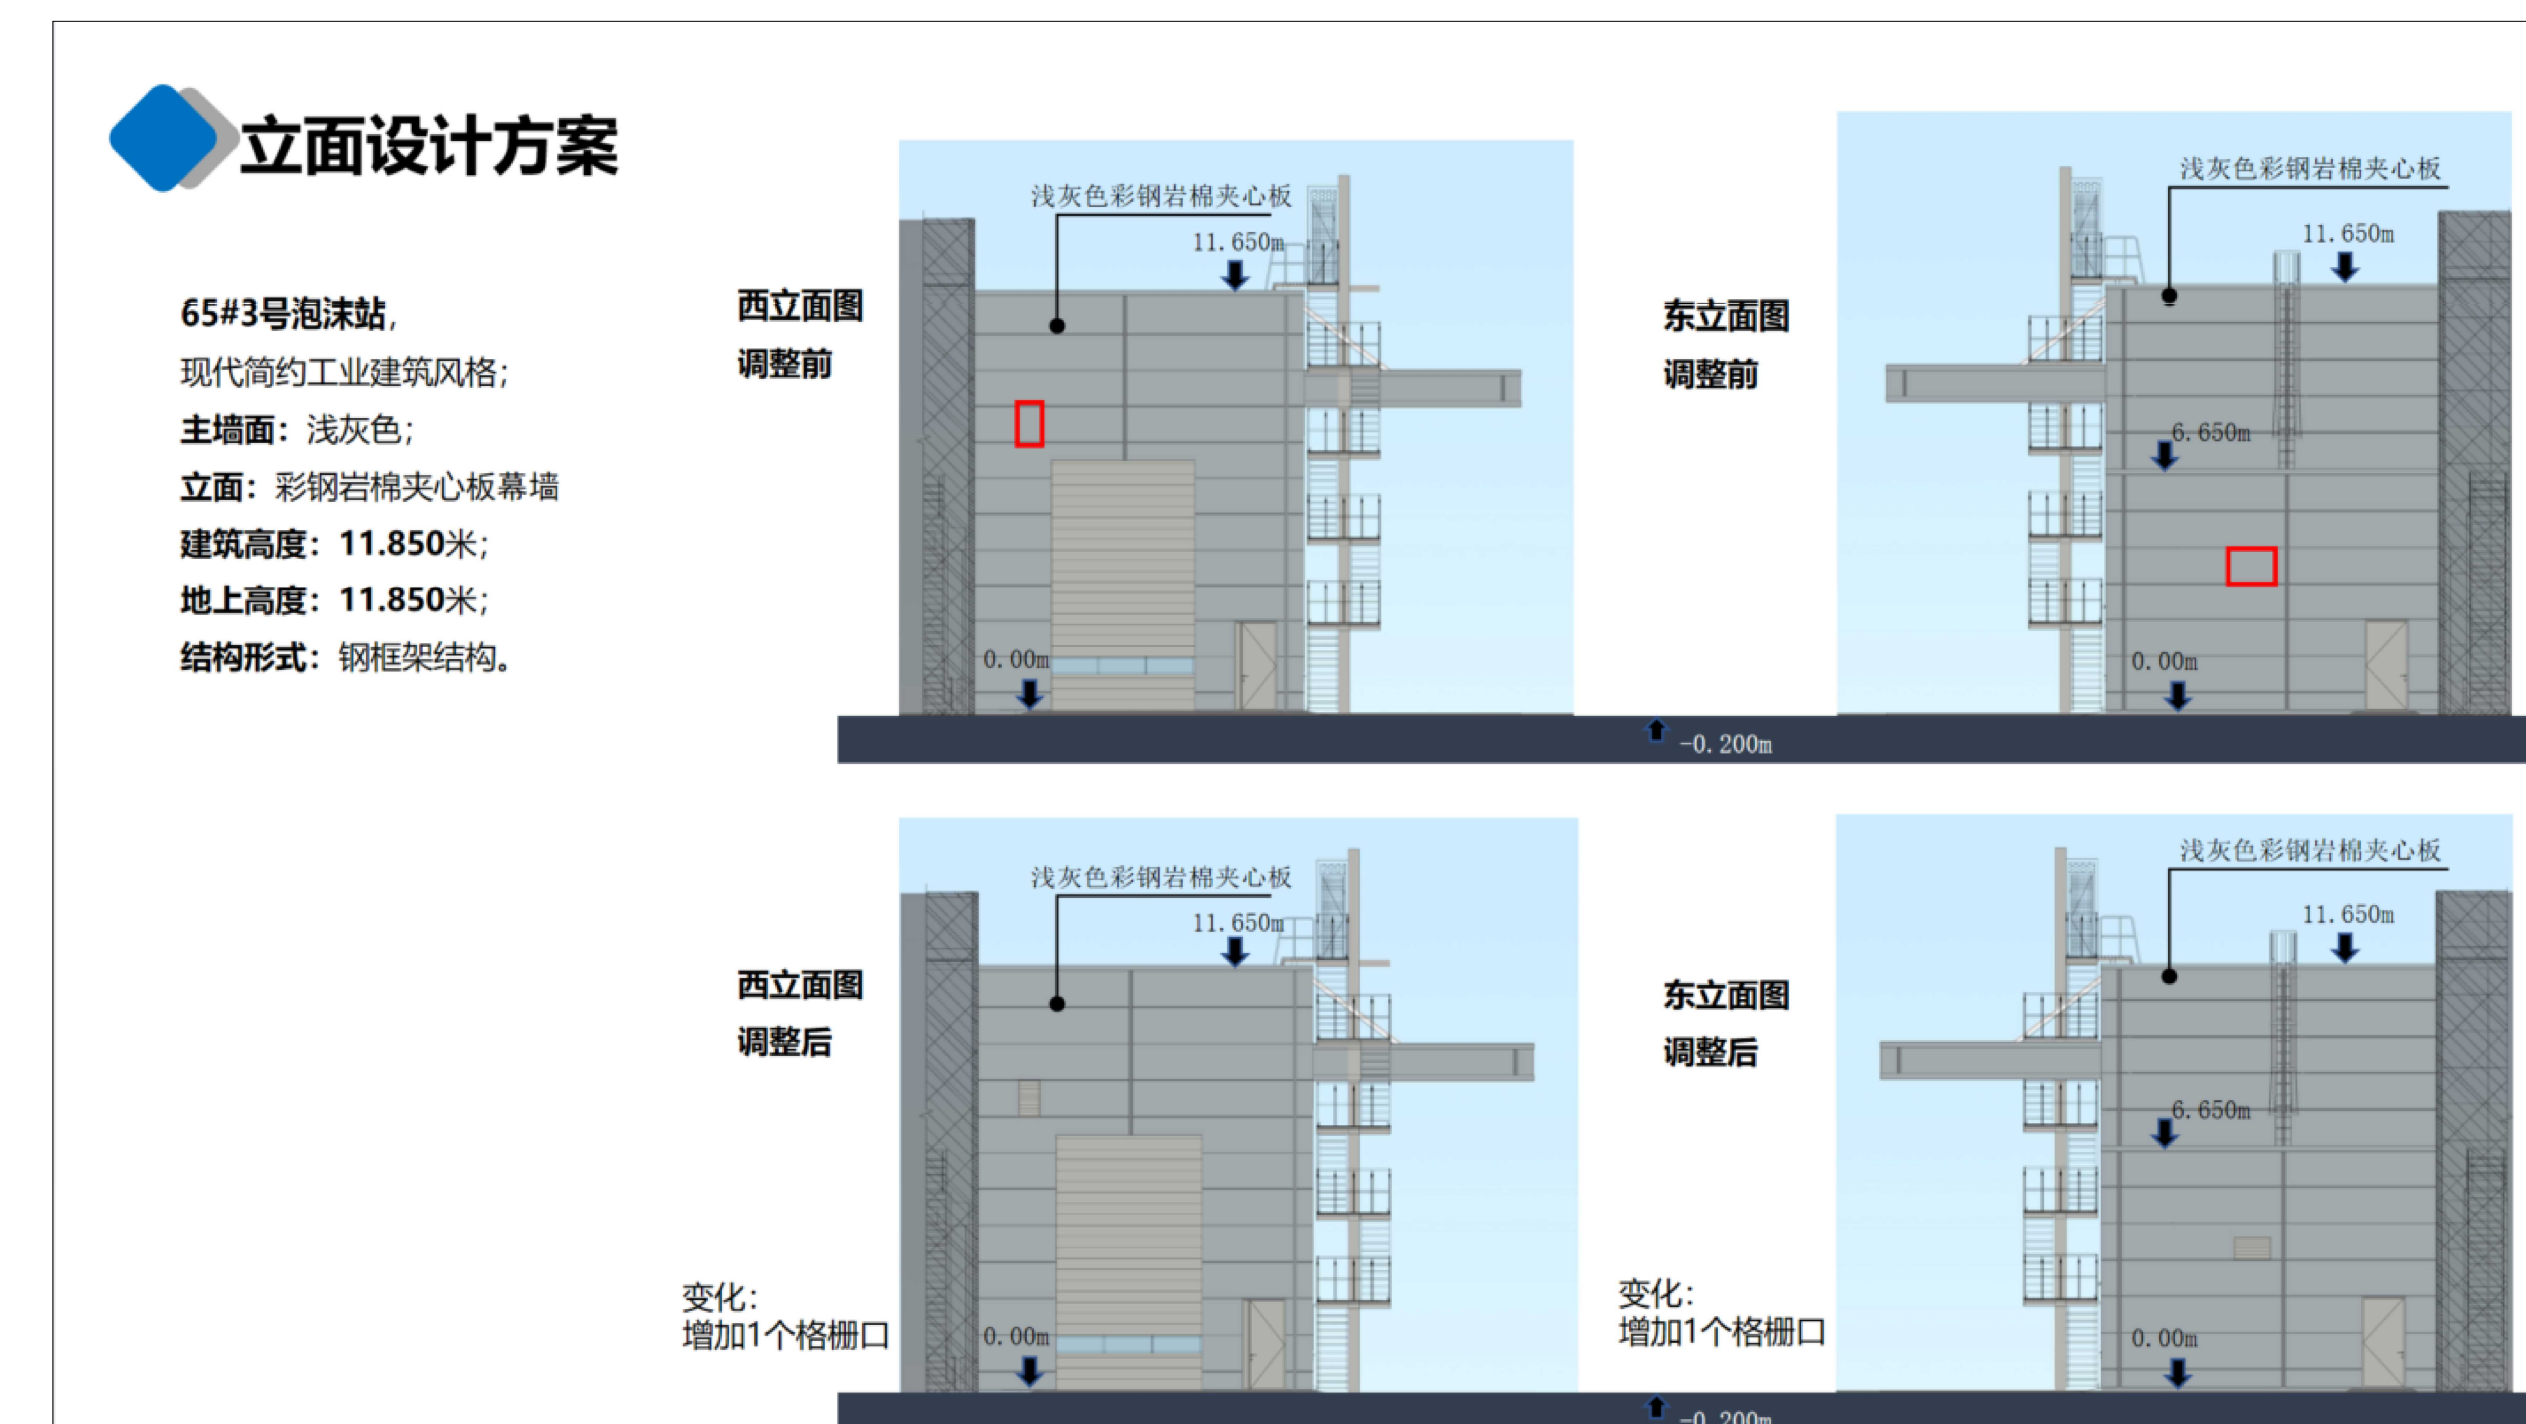 立面设计方案
65#3号泡沫站，
现代简约工业建筑风格；
主墙面：浅灰色；
立面：彩钢岩棉夹心板幕墙
建筑高度：11.850米；
地上高度：11.850米；
结构形式：钢框架结构。
西立面图
调整前
浅灰色彩钢岩棉夹心板
11.650m
0.00m
东立面图
调整前
浅灰色彩钢岩棉夹心板
11.650m
6.650m
0.00m
-0.200m
西立面图
调整后
浅灰色彩钢岩棉夹心板
11.650m
变化：
增加1个格栅口
0.00m
东立面图
调整后
浅灰色彩钢岩棉夹心板
11.650m
6.650m
变化：
增加1个格栅口
0.00m
-0.200m